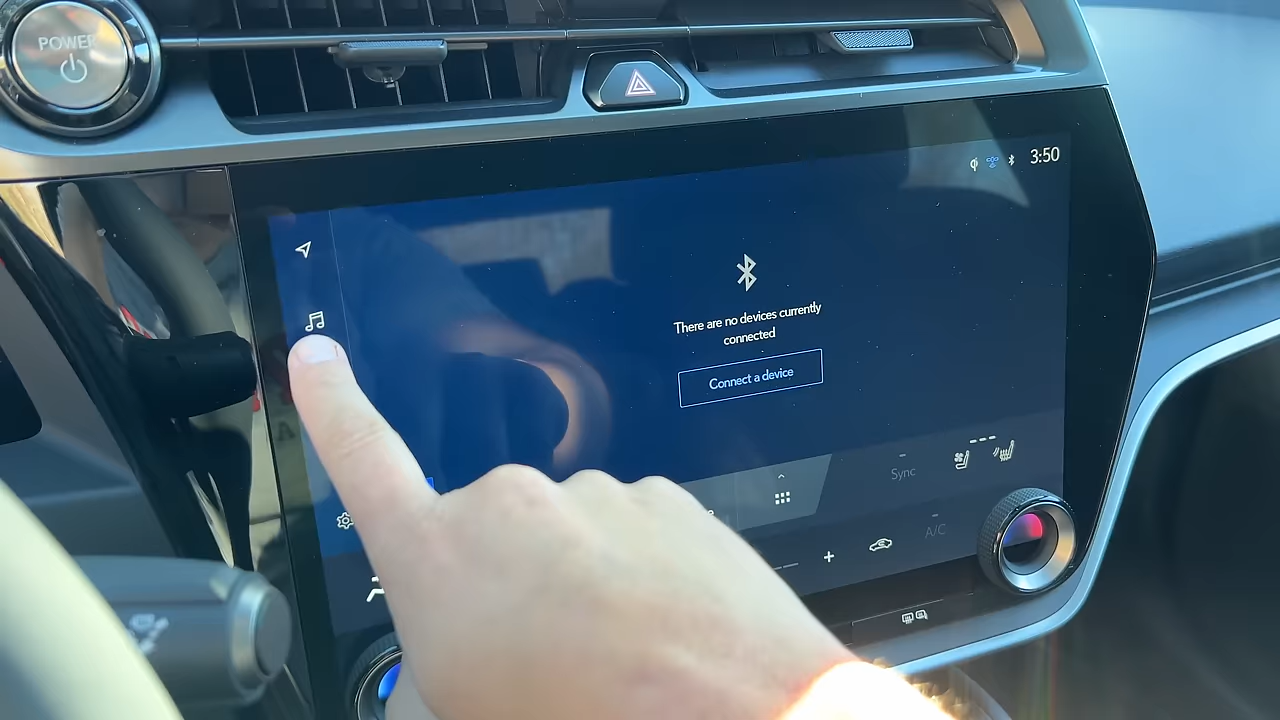 POWER
3:50
There are no devices currently
connected
Connect a device
Sync
A/C